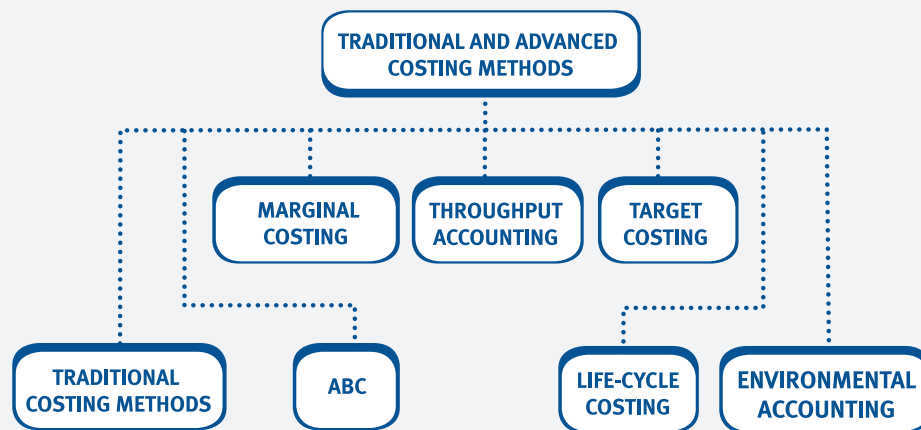 TRADITIONAL AND ADVANCED
COSTING METHODS
MARGINAL
COSTING
THROUGHPUT
ACCOUNTING
TARGET
COSTING
TRADITIONAL
COSTING METHODS
ABC
LIFE-CYCLE
COSTING
ENVIRONMENTAL
ACCOUNTING